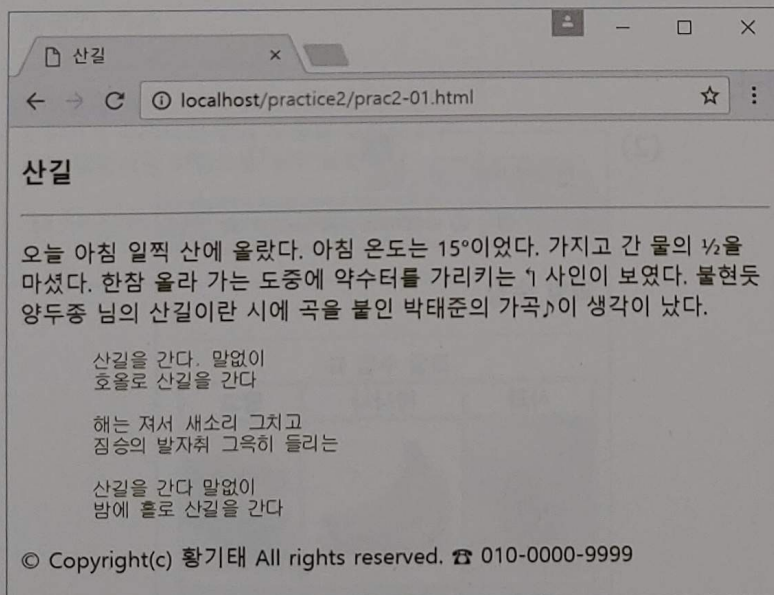 산길
localhost/practice2/prac2-01.html
산길
오늘 아침 일찍 산에 올랐다. 아침 온도는 15°이었다. 가지고 간 물의 ½을
마셨다. 한참 올라 가는 도중에 약수터를 가리키는 ↰ 사인이 보였다. 불현듯
양두종 님의 산길이란 시에 곡을 붙인 박태준의 가곡♪이 생각이 났다.
산길을 간다. 말없이
호올로 산길을 간다
해는 져서 새소리 그치고
짐승의 발자취 그윽히 들리는
산길을 간다 말없이
밤에 홀로 산길을 간다
© Copyright(c) 황기태 All rights reserved. ☎ 010-0000-9999